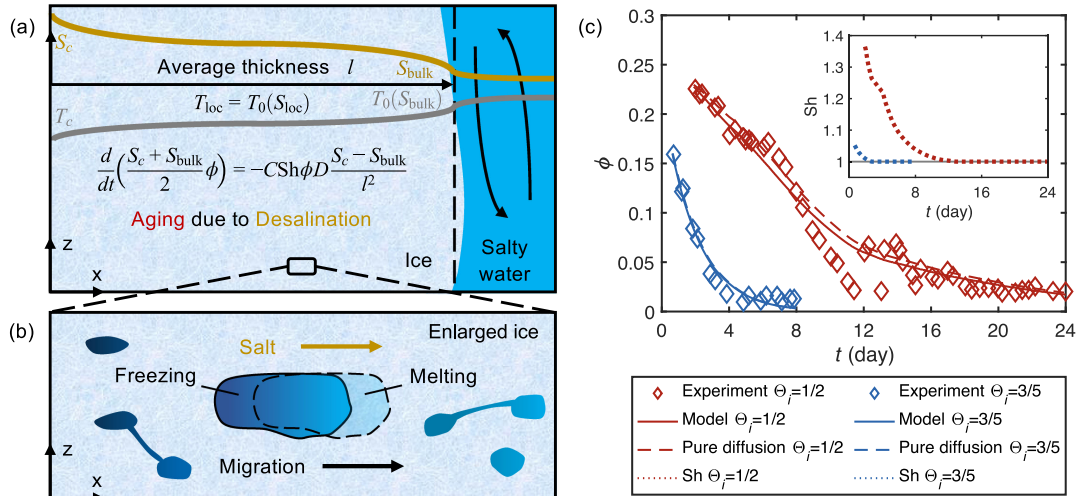 (a)
S_c
Average thickness l
S_bulk
T_loc = T_0(S_loc)
T_0(S_bulk)
T_c
d/dt((S_c + S_bulk)/2 ϕ) = −CShϕD (S_c − S_bulk)/l^2
Aging due to Desalination
z
x
Ice
Salty
water
(b)
Enlarged ice
Salt
Freezing
Melting
Migration
z
x
(c)
0.3
0.25
0.2
0.15
0.1
0.05
0
ϕ
0 4 8 12 16 20 24
t (day)
1.4
1.3
1.2
1.1
1
Sh
0 8 16 24
t (day)
Experiment Θ_i=1/2
Experiment Θ_i=3/5
Model Θ_i=1/2
Model Θ_i=3/5
Pure diffusion Θ_i=1/2
Pure diffusion Θ_i=3/5
Sh Θ_i=1/2
Sh Θ_i=3/5